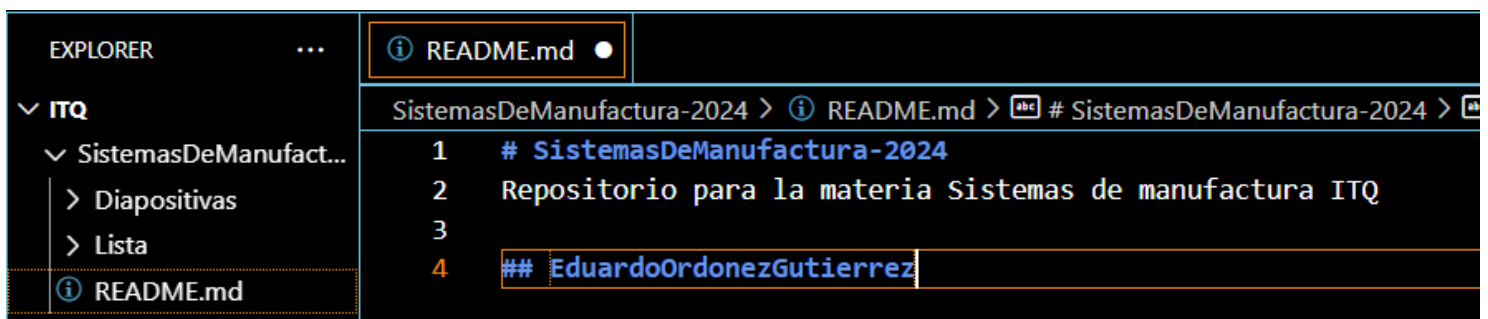 EXPLORER ...
README.md
ITQ
SistemasDeManufactura-2024 > README.md > # SistemasDeManufactura-2024 >
SistemasDeManufact...
Diapositivas
Lista
README.md
1 # SistemasDeManufactura-2024
2 Repositorio para la materia Sistemas de manufactura ITQ
3
4 ## EduardoOrdonezGutierrez